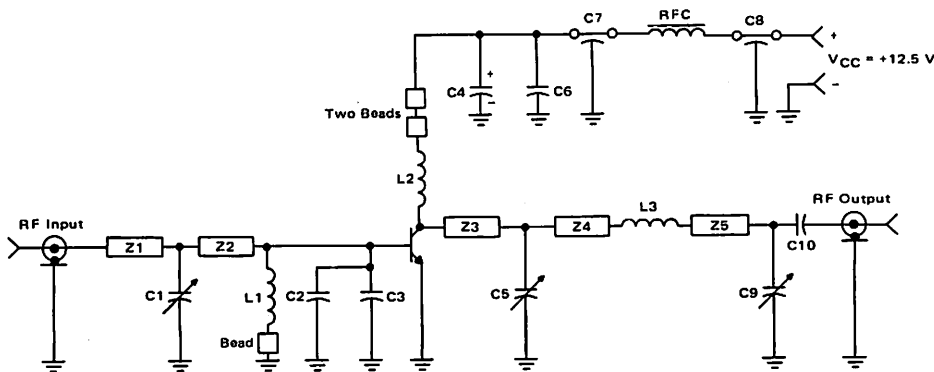 C7
RFC
C8
+
VCC = +12.5 V
C4
+
−
C6
−
Two Beads
L2
RF Input
RF Output
L3
Z1
Z2
Z3
Z4
Z5
C10
C1
L1
C2
C3
C5
C9
Bead